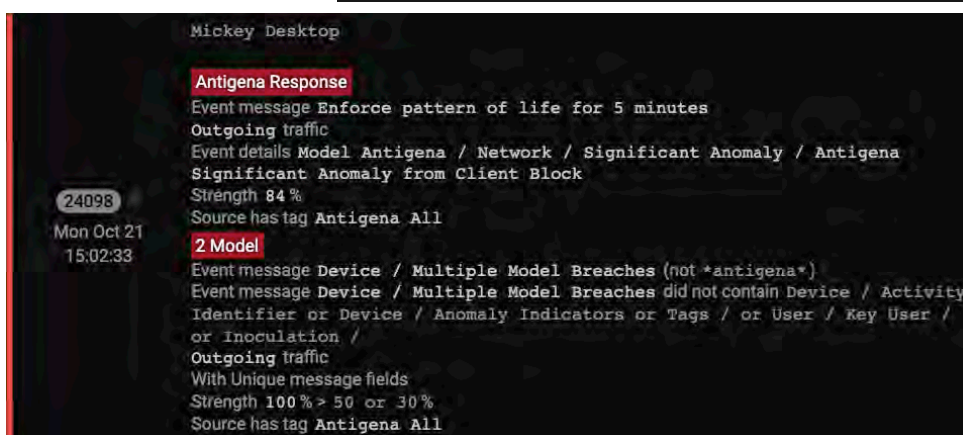 Mickey Desktop
Antigena Response
Event message Enforce pattern of life for 5 minutes
Outgoing traffic
Event details Model Antigena / Network / Significant Anomaly / Antigena
Significant Anomaly from Client Block
Strength 84 %
Source has tag Antigena All
24098
Mon Oct 21
15:02:33
2 Model
Event message Device / Multiple Model Breaches (not *antigena*)
Event message Device / Multiple Model Breaches did not contain Device / Activity
Identifier or Device / Anomaly Indicators or Tags / or User / Key User /
or Inoculation /
Outgoing traffic
With Unique message fields
Strength 100 % > 50 or 30 %
Source has tag Antigena All